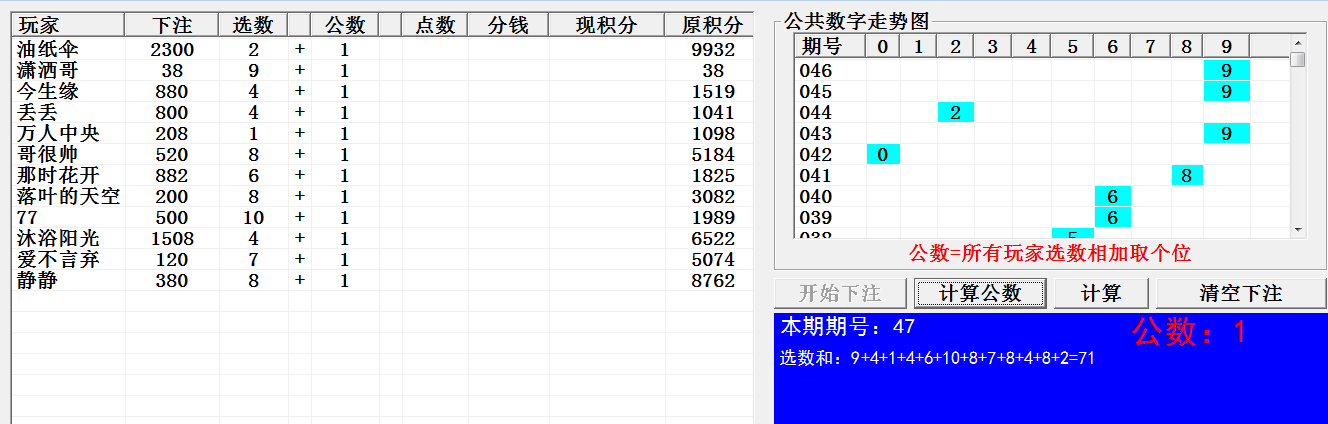 玩家 下注 选数 公数 点数 分钱 现积分 原积分
油纸伞 2300 2 + 1 9932
潇洒哥 38 9 + 1 38
今生缘 880 4 + 1 1519
丢丢 800 4 + 1 1041
万人中央 208 1 + 1 1098
哥很帅 520 8 + 1 5184
那时花开 882 6 + 1 1825
落叶的天空 200 8 + 1 3082
77 500 10 + 1 1989
沐浴阳光 1508 4 + 1 6522
爱不言弃 120 7 + 1 5074
静静 380 8 + 1 8762
公共数字走势图
期号 0 1 2 3 4 5 6 7 8 9
046 9
045 9
044 2
043 9
042 0
041 8
040 6
039 6
038 5
公数=所有玩家选数相加取个位
开始下注 计算公数 计算 清空下注
本期期号：47 公数：1
选数和：9+4+1+4+6+10+8+7+8+4+8+2=71